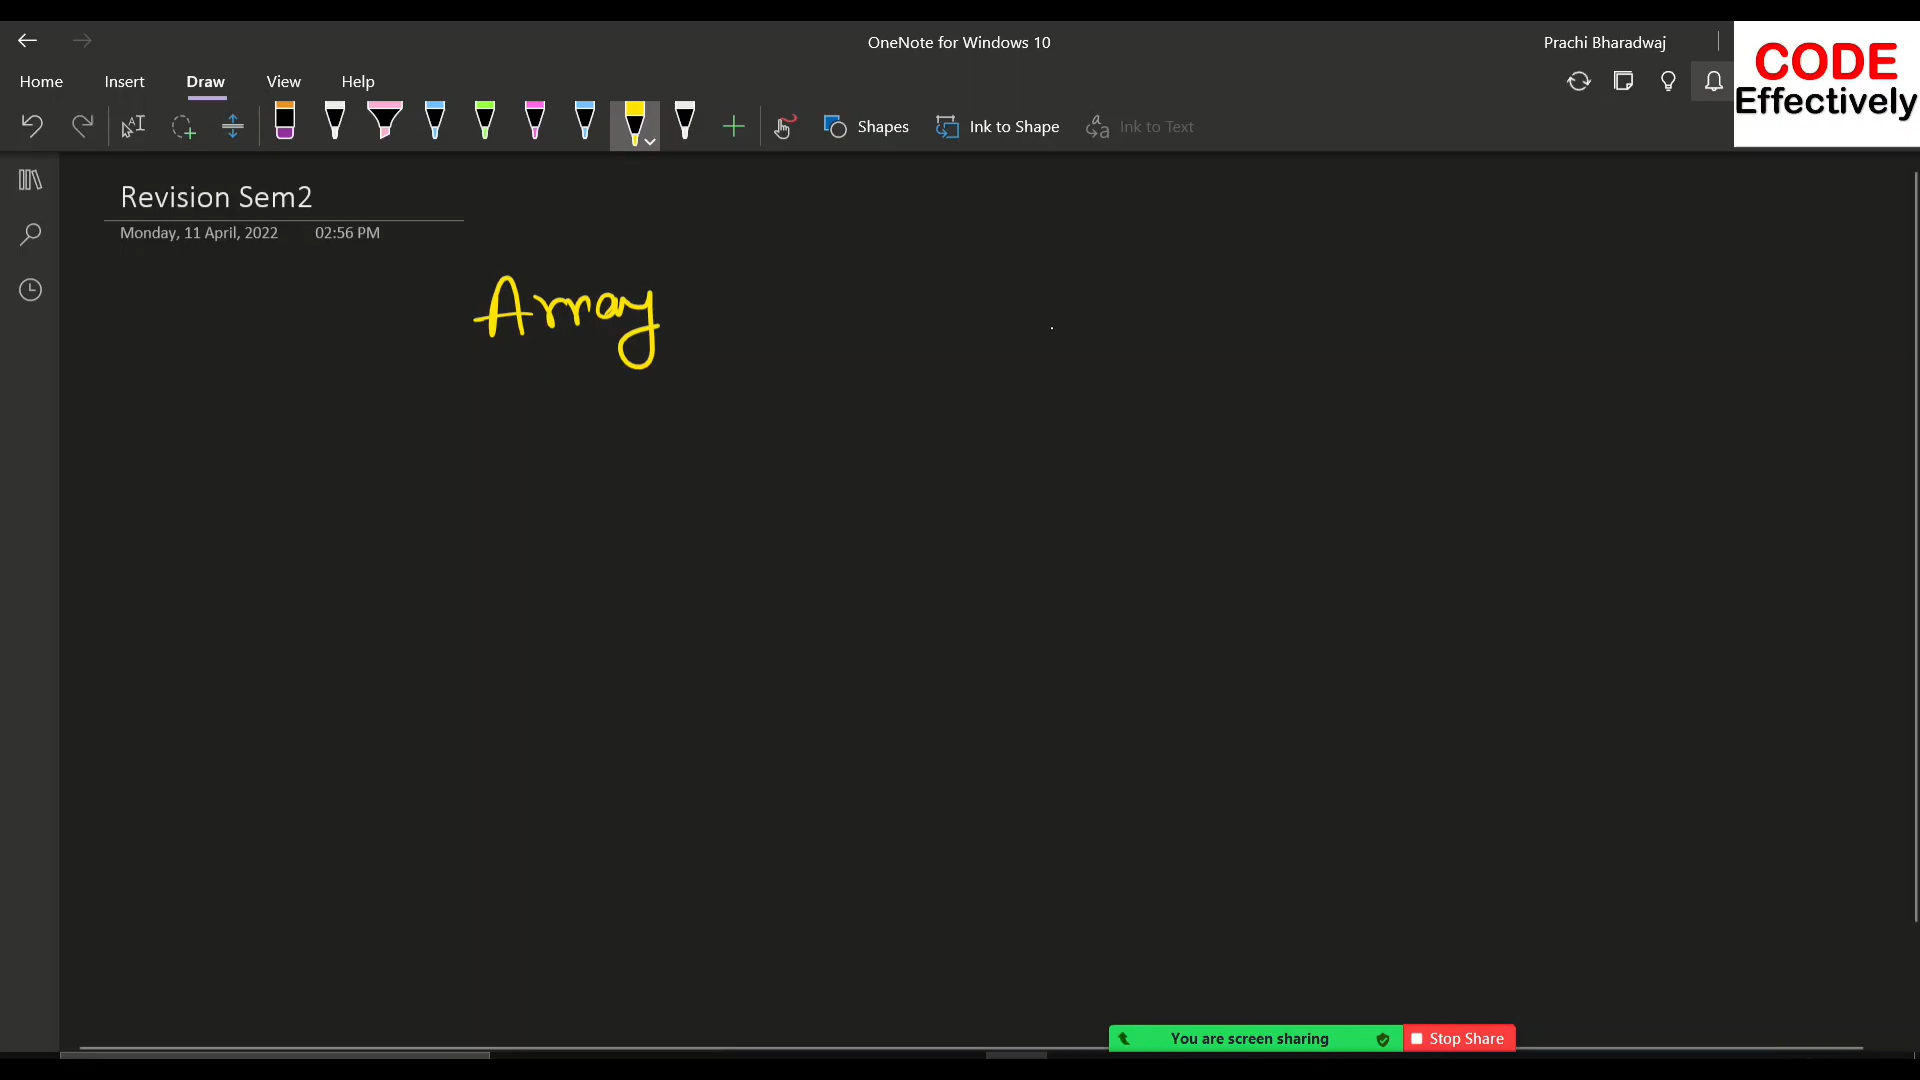 OneNote for Windows 10
Prachi Bharadwaj
CODE
Effectively
Home Insert Draw View Help
Shapes Ink to Shape Ink to Text
Revision Sem2
Monday, 11 April, 2022 02:56 PM
Array
You are screen sharing Stop Share